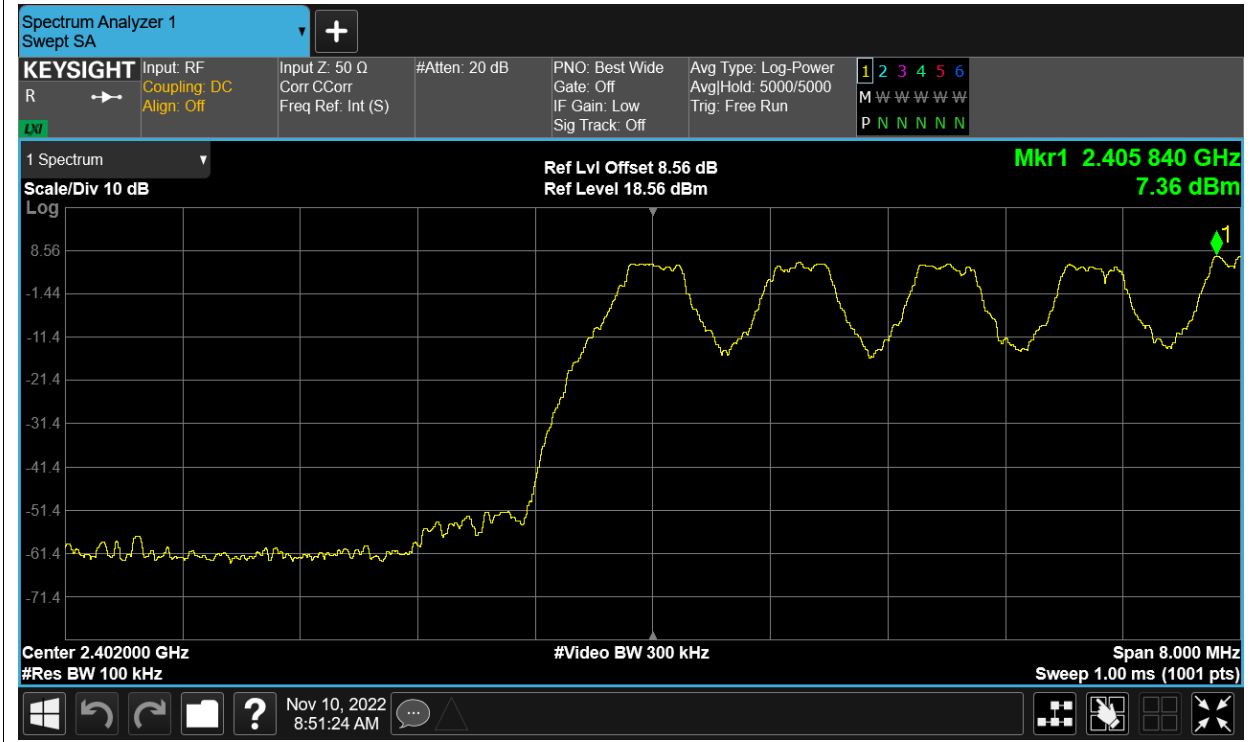 Spectrum Analyzer 1
Swept SA
+
KEYSIGHT
R
LXI
Input: RF
Coupling: DC
Align: Off
Input Z: 50 Ω
Corr CCorr
Freq Ref: Int (S)
#Atten: 20 dB
PNO: Best Wide
Gate: Off
IF Gain: Low
Sig Track: Off
Avg Type: Log-Power
Avg|Hold: 5000/5000
Trig: Free Run
1 2 3 4 5 6
M W W W W W
P N N N N N
1 Spectrum
Scale/Div 10 dB
Log
Ref Lvl Offset 8.56 dB
Ref Level 18.56 dBm
Mkr1 2.405 840 GHz
7.36 dBm
1
8.56
-1.44
-11.4
-21.4
-31.4
-41.4
-51.4
-61.4
-71.4
Center 2.402000 GHz
#Res BW 100 kHz
#Video BW 300 kHz
Span 8.000 MHz
Sweep 1.00 ms (1001 pts)
?
Nov 10, 2022
8:51:24 AM